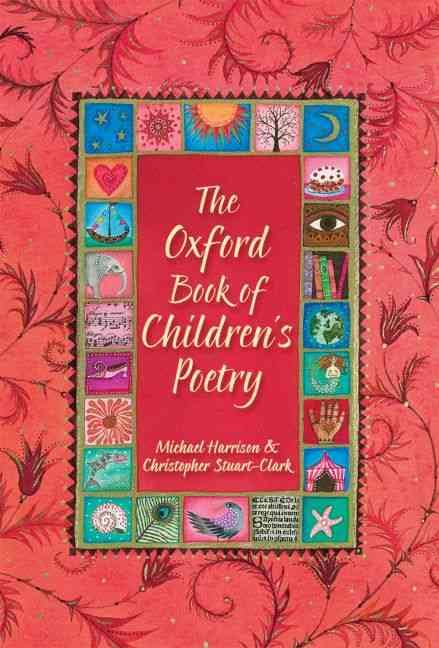 The
Oxford
Book of
Children's
Poetry
Michael Harrison &
Christopher Stuart-Clark